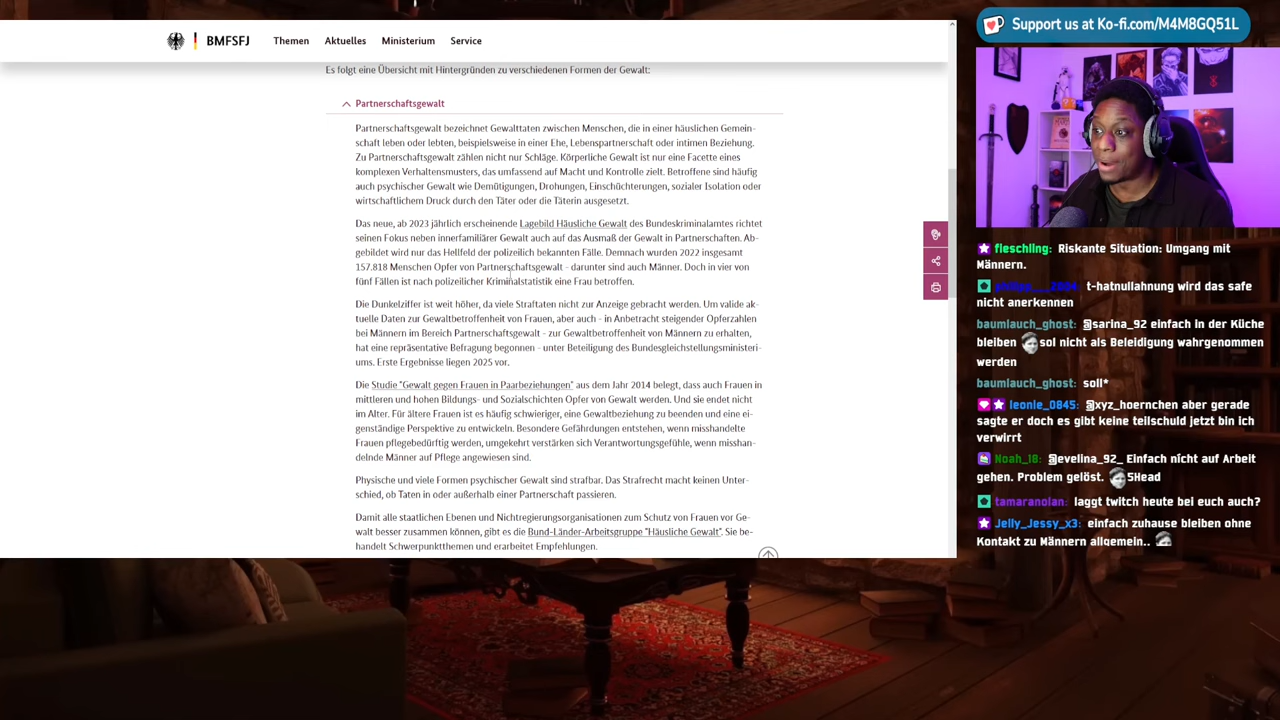 BMFSFJ
Themen
Aktuelles
Ministerium
Service
Es folgt eine Übersicht mit Hintergründen zu verschiedenen Formen der Gewalt:
Partnerschaftsgewalt
Partnerschaftsgewalt bezeichnet Gewalttaten zwischen Menschen, die in einer häuslichen Gemein-
schaft leben oder lebten, beispielsweise in einer Ehe, Lebenspartnerschaft oder intimen Beziehung.
Zu Partnerschaftsgewalt zählen nicht nur Schläge. Körperliche Gewalt ist nur eine Facette eines
komplexen Verhaltensmusters, das umfassend auf Macht und Kontrolle zielt. Betroffene sind häufig
auch psychischer Gewalt wie Demütigungen, Drohungen, Einschüchterungen, sozialer Isolation oder
wirtschaftlichem Druck durch den Täter oder die Täterin ausgesetzt.
Das neue, ab 2023 jährlich erscheinende Lagebild Häusliche Gewalt des Bundeskriminalamtes richtet
seinen Fokus neben innerfamiliärer Gewalt auch auf das Ausmaß der Gewalt in Partnerschaften. Ab-
gebildet wird nur das Hellfeld der polizeilich bekannten Fälle. Demnach wurden 2022 insgesamt
157.818 Menschen Opfer von Partnerschaftsgewalt - darunter sind auch Männer. Doch in vier von
fünf Fällen ist nach polizeilicher Kriminalstatistik eine Frau betroffen.
Die Dunkelziffer ist weit höher, da viele Straftaten nicht zur Anzeige gebracht werden. Um valide ak-
tuelle Daten zur Gewaltbetroffenheit von Frauen, aber auch - in Anbetracht steigender Opferzahlen
bei Männern im Bereich Partnerschaftsgewalt - zur Gewaltbetroffenheit von Männern zu erhalten,
hat eine repräsentative Befragung begonnen - unter Beteiligung des Bundesgleichstellungsministeri-
ums. Erste Ergebnisse liegen 2025 vor.
Die Studie "Gewalt gegen Frauen in Paarbeziehungen" aus dem Jahr 2014 belegt, dass auch Frauen in
mittleren und hohen Bildungs- und Sozialschichten Opfer von Gewalt werden. Und sie endet nicht
im Alter. Für ältere Frauen ist es häufig schwieriger, eine Gewaltbeziehung zu beenden und eine ei-
genständige Perspektive zu entwickeln. Besondere Gefährdungen entstehen, wenn misshandelte
Frauen pflegebedürftig werden, umgekehrt verstärken sich Verantwortungsgefühle, wenn misshan-
delnde Männer auf Pflege angewiesen sind.
Physische und viele Formen psychischer Gewalt sind strafbar. Das Strafrecht macht keinen Unter-
schied, ob Taten in oder außerhalb einer Partnerschaft passieren.
Damit alle staatlichen Ebenen und Nichtregierungsorganisationen zum Schutz von Frauen vor Ge-
walt besser zusammen können, gibt es die Bund-Länder-Arbeitsgruppe "Häusliche Gewalt". Sie be-
handelt Schwerpunktthemen und erarbeitet Empfehlungen.
Support us at Ko-fi.com/M4M8GQ51L
fleschling: Riskante Situation: Umgang mit
Männern.
t-hatnullahnung wird das safe
nicht anerkennen
baumlauch_ghost: @sarina_92 einfach in der Küche
bleiben sol nicht als Beleidigung wahrgenommen
werden
baumlauch_ghost: soll*
leonie_0845: @xyz_hoernchen aber gerade
sagte er doch es gibt keine teilschuld jetzt bin ich
verwirrt
Noah_18: @evelina_92_ Einfach nicht auf Arbeit
gehen. Problem gelöst. 5Head
tamaranolan: laggt twitch heute bei euch auch?
Jelly_Jessy_x3: einfach zuhause bleiben ohne
Kontakt zu Männern allgemein..